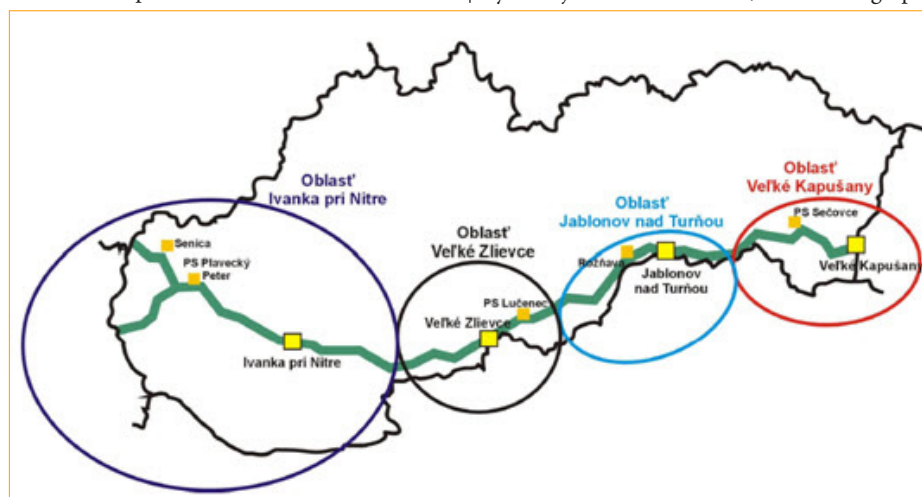 Oblasť
Ivanka pri Nitre
Senica
PS Plavecký
Peter
Ivanka pri Nitre
Oblasť
Veľké Zlievce
PS Lučenec
Veľké Zlievce
Oblasť
Jablonov nad Turňou
Rožňava
Jablonov
nad Turňou
Oblasť
Veľké Kapušany
PS Sečovce
Veľké Kapušany